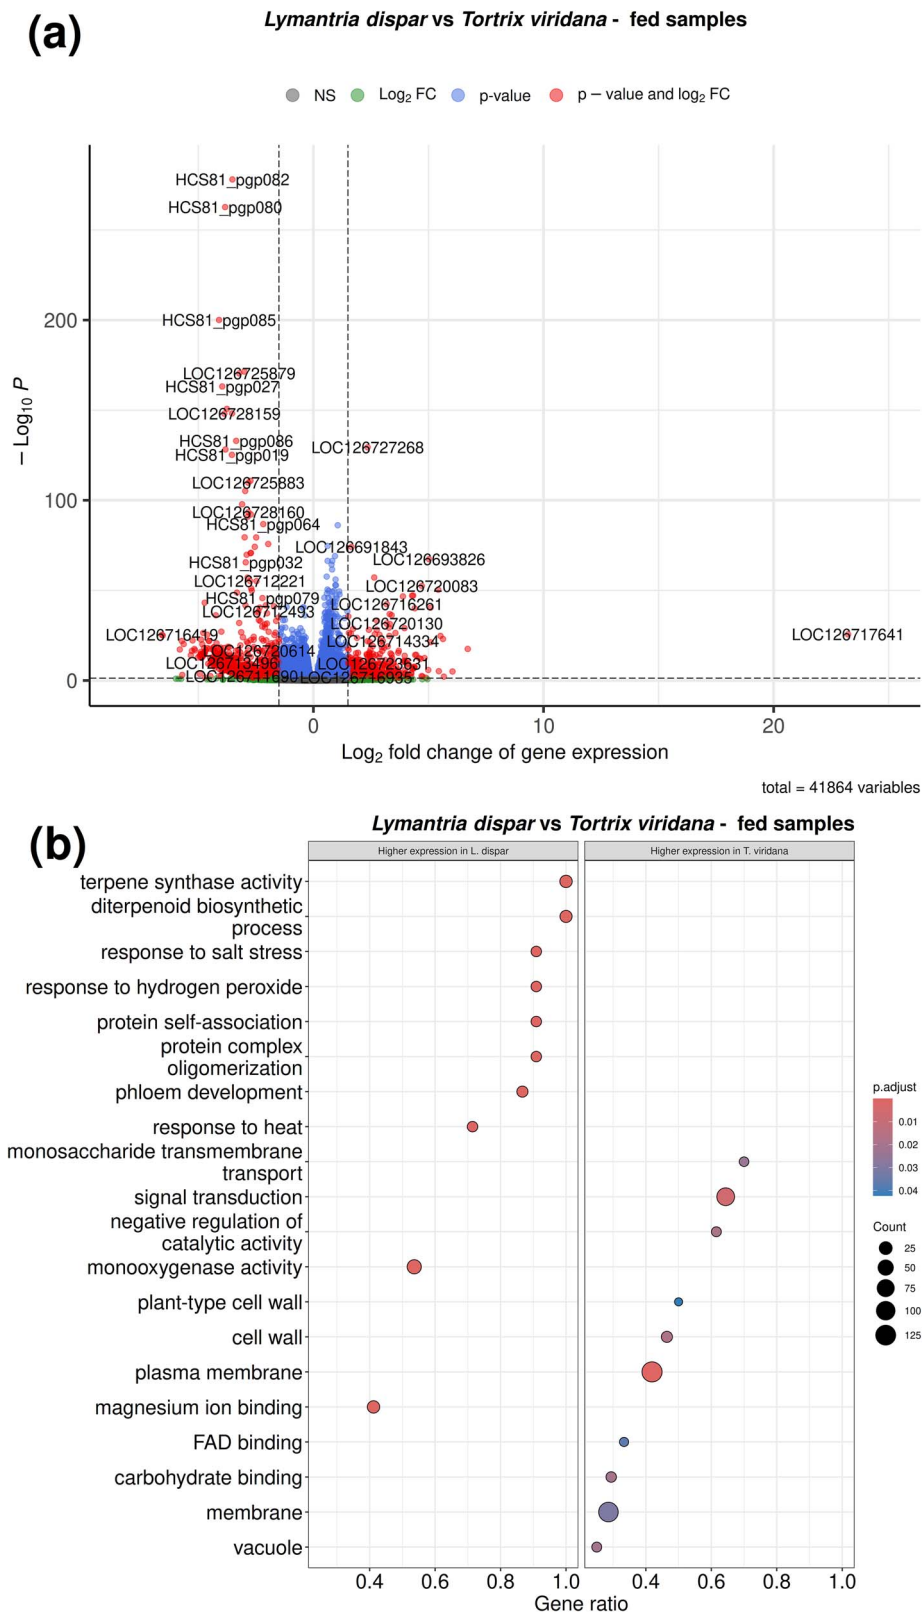 (a)
Lymantria dispar vs Tortrix viridana - fed samples
NS Log2 FC p-value p − value and log2 FC
HCS81_pgp082
HCS81_pgp080
HCS81_pgp085
LOC126725879
HCS81_pgp027
LOC126728159
HCS81_pgp086
LOC126727268
HCS81_pgp019
LOC126725883
LOC126728160
HCS81_pgp064
LOC126691843
LOC126693826
HCS81_pgp032
LOC126712221
LOC126720083
HCS81_pgp079
LOC126716261
LOC126712493
LOC126720130
LOC126716419
LOC126717641
LOC126714334
LOC126720614
LOC126713496
LOC126723631
LOC126711690
LOC126716935
− Log10 P
200
100
0
0 10 20
Log2 fold change of gene expression
total = 41864 variables
(b)
Lymantria dispar vs Tortrix viridana - fed samples
Higher expression in L. dispar Higher expression in T. viridana
terpene synthase activity
diterpenoid biosynthetic
process
response to salt stress
response to hydrogen peroxide
protein self-association
protein complex
oligomerization
phloem development
response to heat
monosaccharide transmembrane
transport
signal transduction
negative regulation of
catalytic activity
monooxygenase activity
plant-type cell wall
cell wall
plasma membrane
magnesium ion binding
FAD binding
carbohydrate binding
membrane
vacuole
p.adjust
0.01
0.02
0.03
0.04
Count
25
50
75
100
125
0.4 0.6 0.8 1.0 0.4 0.6 0.8 1.0
Gene ratio